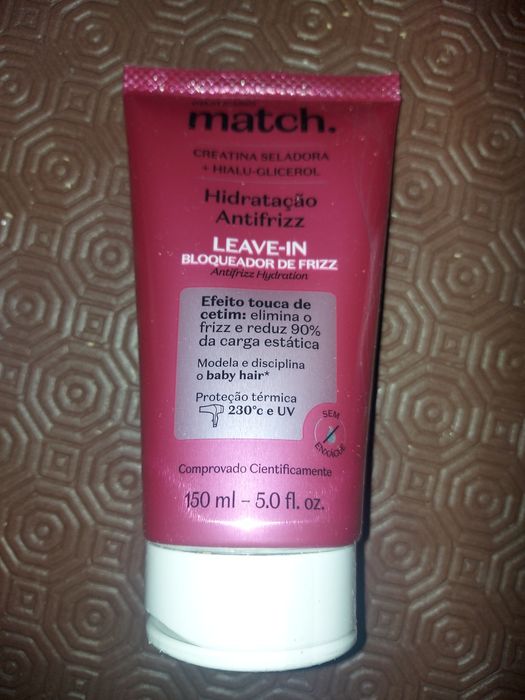 match.
CREATINA SELADORA
+ HIALU-GLICEROL
Hidratação
Antifrizz
LEAVE-IN
BLOQUEADOR DE FRIZZ
Antifrizz Hydration
Efeito touca de
cetim: elimina o
frizz e reduz 90%
da carga estática
Modela e disciplina
o baby hair*
Proteção térmica
230°c e UV
SEM
ENXÁGUE
Comprovado Cientificamente
150 ml – 5.0 fl. oz.